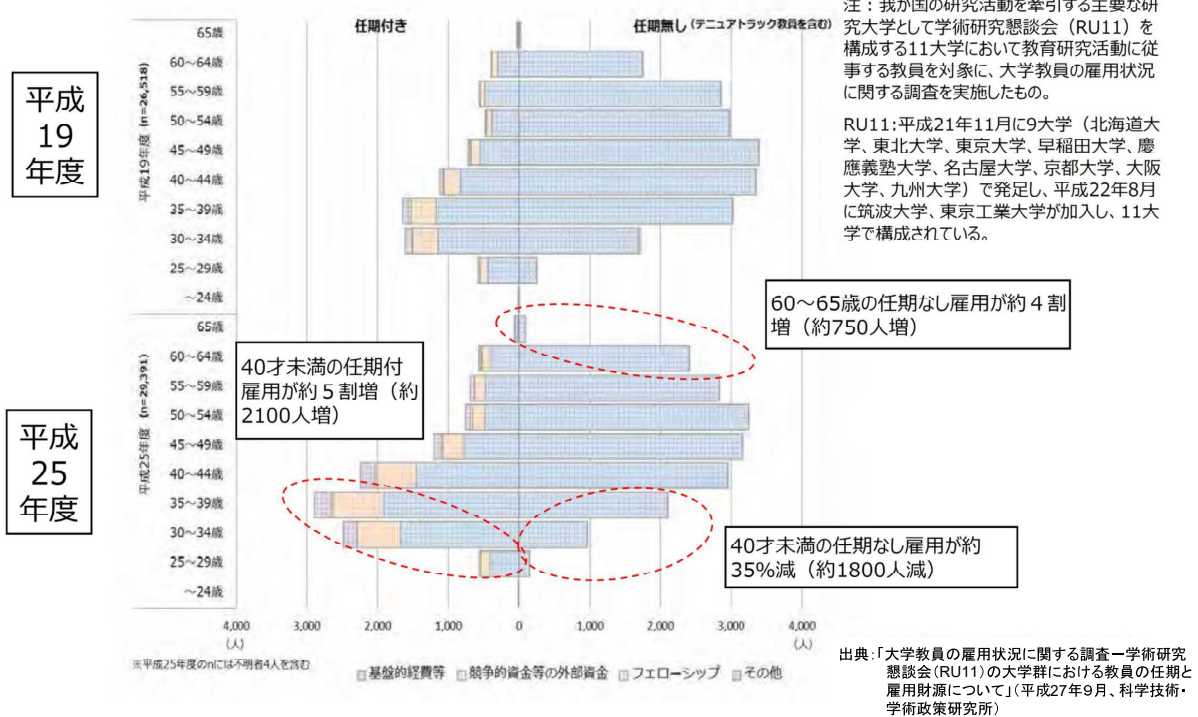 任期付き
任期無し(テニュアトラック教員を含む)
注:我が国の研究活動を牽引する主要な研
究大学として学術研究懇談会(RU11)を
構成する11大学において教育研究活動に従
事する教員を対象に、大学教員の雇用状況
に関する調査を実施したもの。
RU11:平成21年11月に9大学(北海道大
学、東北大学、東京大学、早稲田大学、慶
應義塾大学、名古屋大学、京都大学、大阪
大学、九州大学)で発足し、平成22年8月
に筑波大学、東京工業大学が加入し、11大
学で構成されている。
平成
19
年度
平成19年度 (n=26,518)
65歳
60~64歳
55~59歳
50~54歳
45~49歳
40~44歳
35~39歳
30~34歳
25~29歳
~24歳
60~65歳の任期なし雇用が約4割
増(約750人増)
40才未満の任期付
雇用が約5割増(約
2100人増)
平成
25
年度
平成25年度 (n=29,391)
65歳
60~64歳
55~59歳
50~54歳
45~49歳
40~44歳
35~39歳
30~34歳
25~29歳
~24歳
40才未満の任期なし雇用が約
35%減(約1800人減)
4,000 3,000 2,000 1,000 0 1,000 2,000 3,000 4,000
(人) (人)
※平成25年度のnには不明者4人を含む
基盤的経費等 競争的資金等の外部資金 フェローシップ その他
出典:「大学教員の雇用状況に関する調査ー学術研究
懇談会(RU11)の大学群における教員の任期と
雇用財源について」(平成27年9月、科学技術・
学術政策研究所)